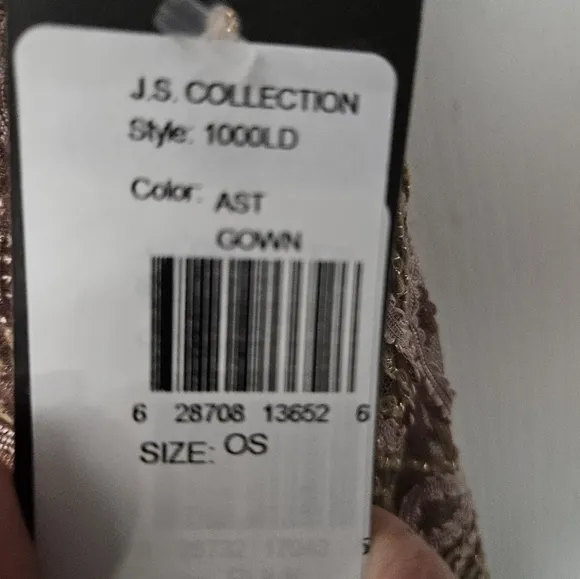 J.S. COLLECTION
Style: 1000LD
Color: AST
GOWN
6 28708 13652 6
SIZE: OS